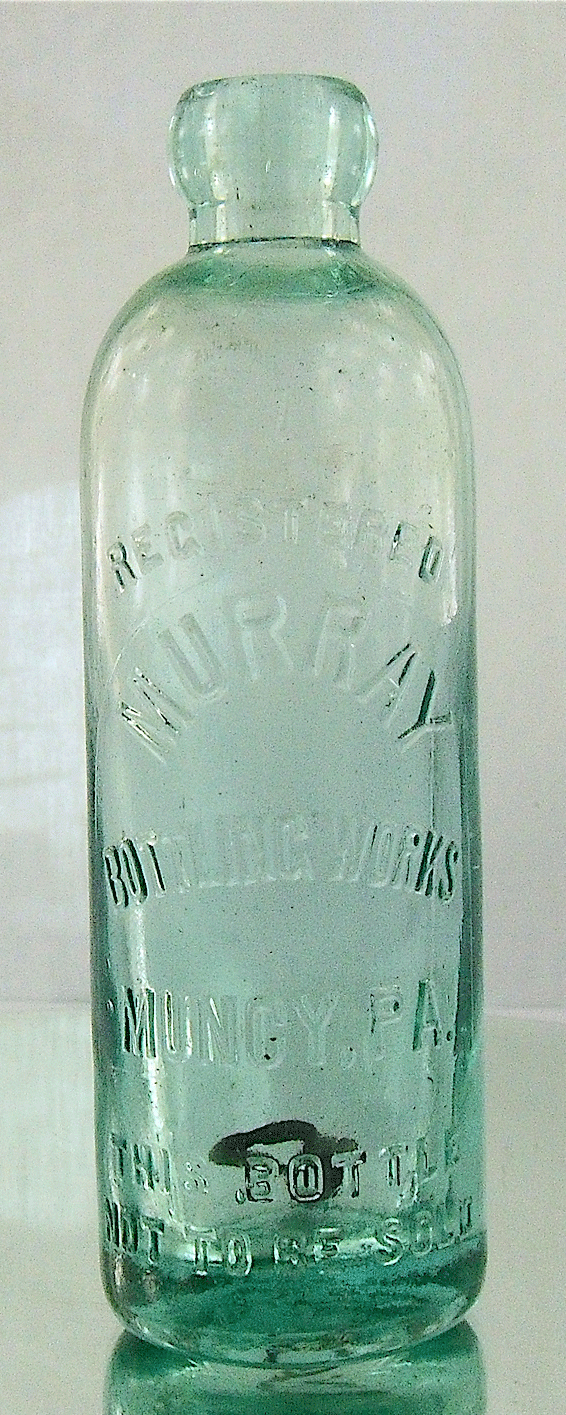 REGISTERED
MURRAY
BOTTLING WORKS
MUNCY, PA.
THIS BOTTLE
NOT TO BE SOLD